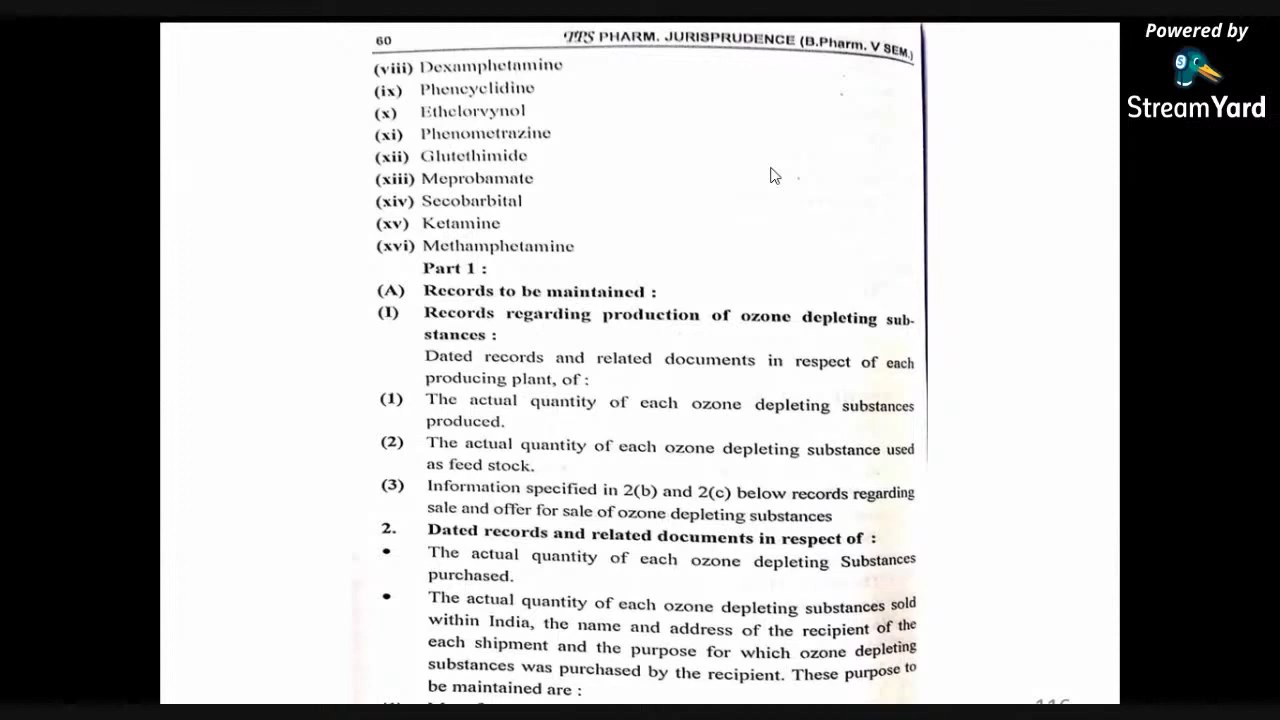 60 TPS PHARM. JURISPRUDENCE (B.Pharm. V SEM.)
(viii) Dexamphetamine
(ix) Phencyclidine
(x) Ethclorvynol
(xi) Phenometrazine
(xii) Glutethimide
(xiii) Meprobamate
(xiv) Secobarbital
(xv) Ketamine
(xvi) Methamphetamine
Part 1 :
(A) Records to be maintained :
(I) Records regarding production of ozone depleting sub-
stances :
Dated records and related documents in respect of each
producing plant, of :
(1) The actual quantity of each ozone depleting substances
produced.
(2) The actual quantity of each ozone depleting substance used
as feed stock.
(3) Information specified in 2(b) and 2(c) below records regarding
sale and offer for sale of ozone depleting substances
2. Dated records and related documents in respect of :
• The actual quantity of each ozone depleting Substances
purchased.
• The actual quantity of each ozone depleting substances sold
within India, the name and address of the recipient of the
each shipment and the purpose for which ozone depleting
substances was purchased by the recipient. These purpose to
be maintained are :
Powered by
StreamYard